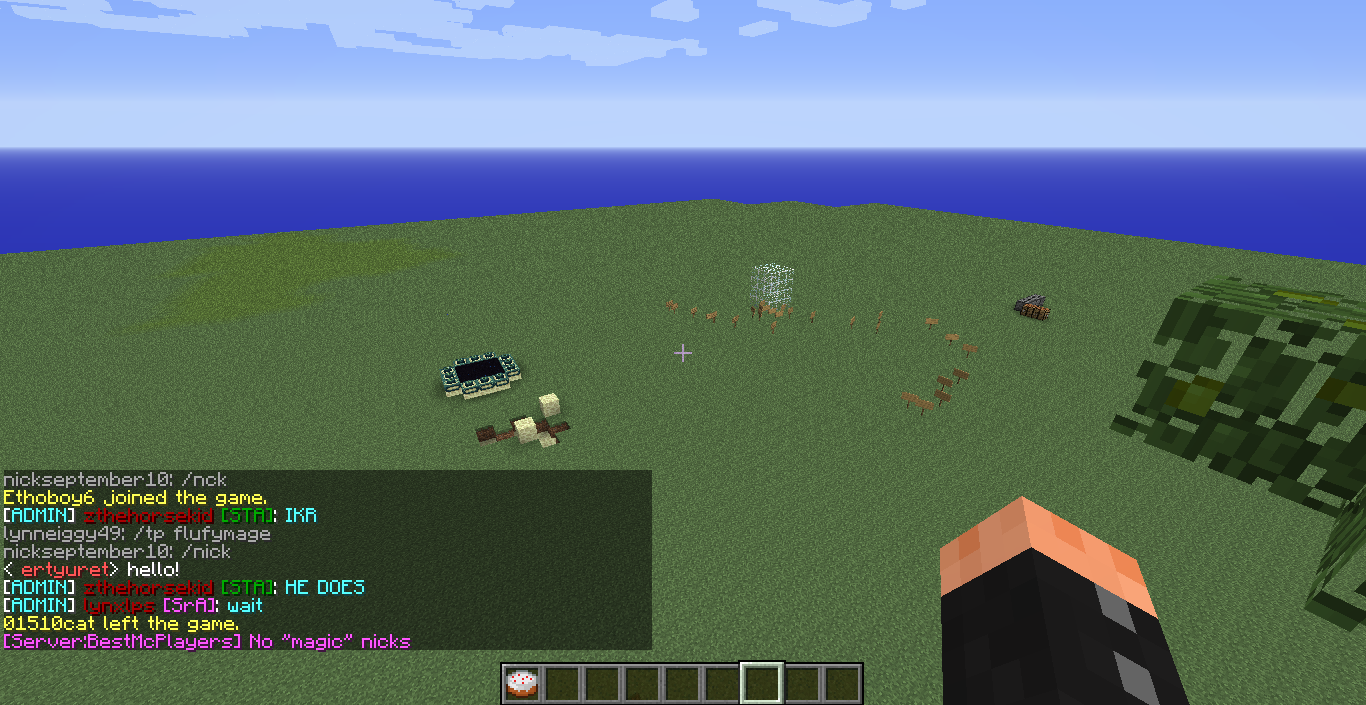 nickseptember10: /nck
Ethoboy6 joined the game.
[ADMIN] zthehorsekid [STA]: IKR
lynneiggy49: /tp flufymage
nickseptember10: /nick
< ertyuret> hello!
[ADMIN] zthehorsekid [STA]: HE DOES
[ADMIN] lynxlps [SrA]: wait
01510cat left the game.
[Server:BestMcPlayers] No "magic" nicks